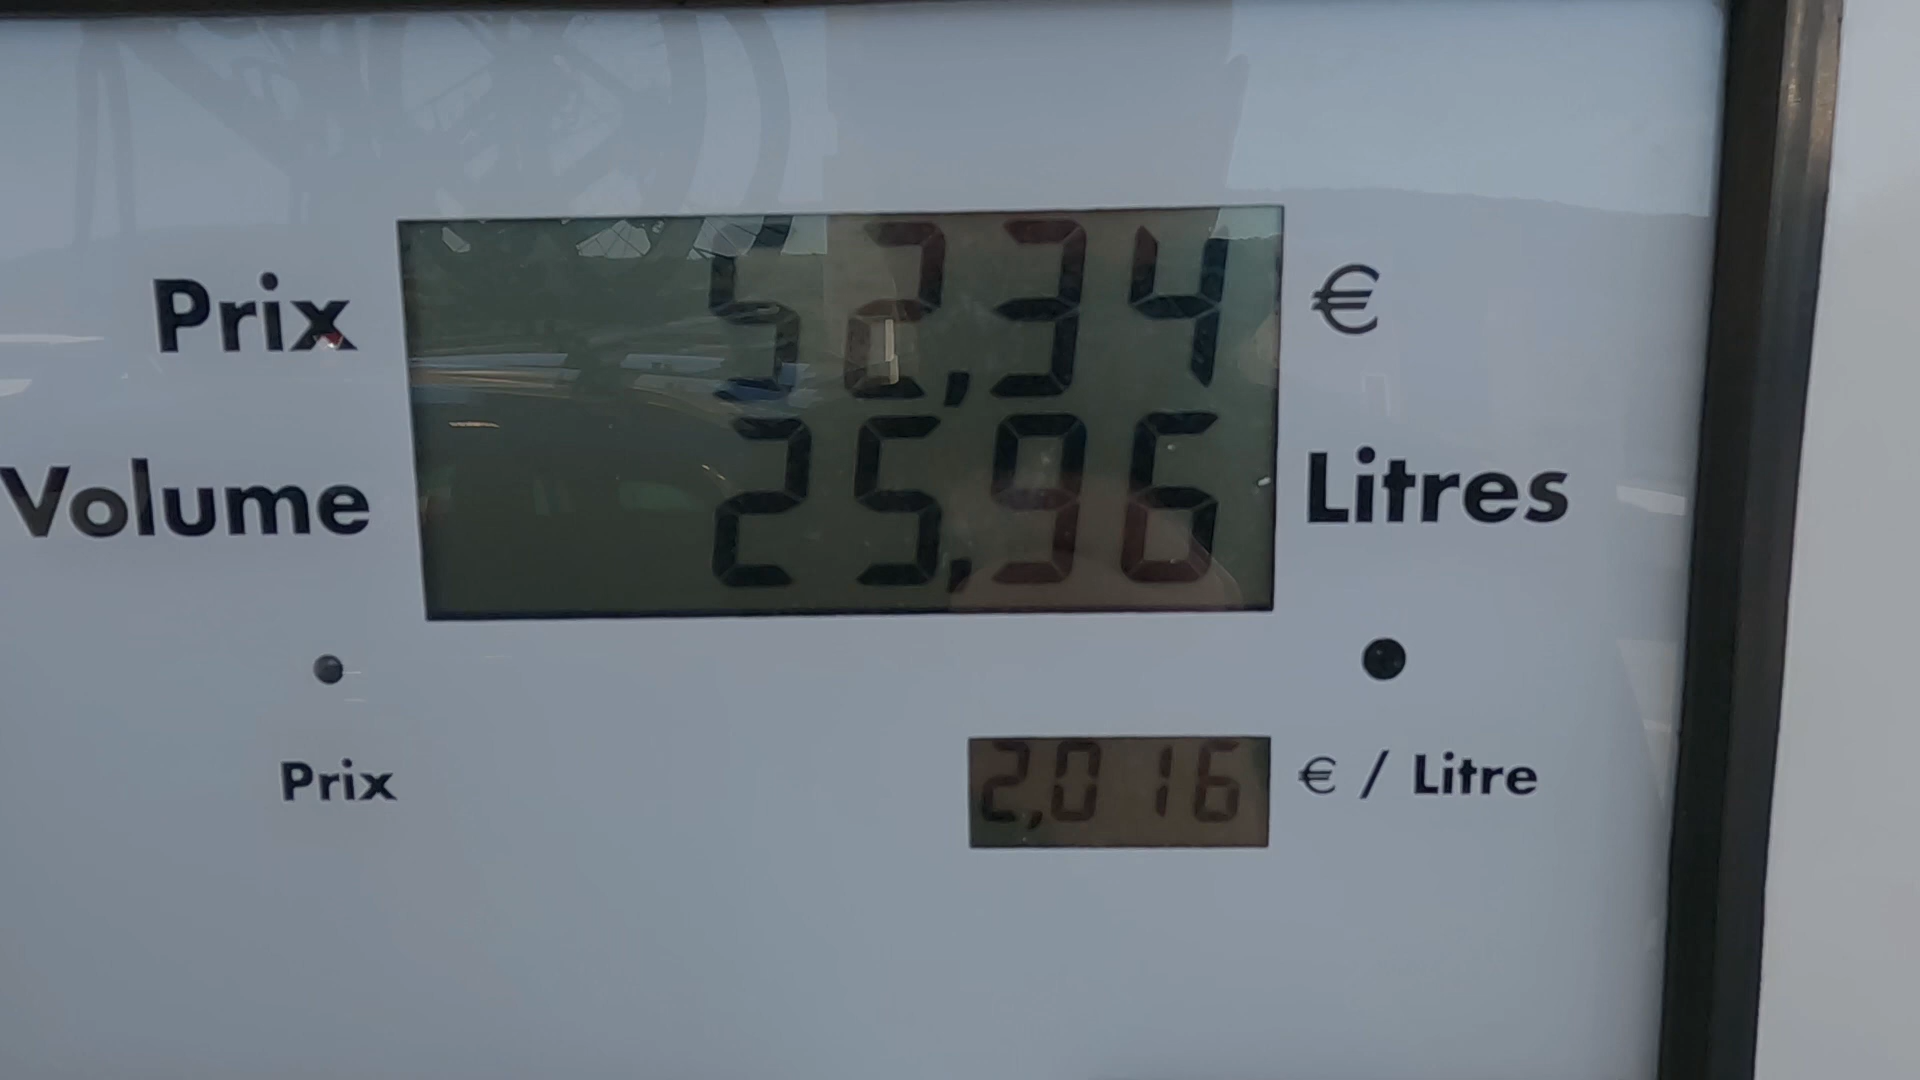 Prix 52,34 €
Volume 25,96 Litres
Prix 2,016 € / Litre